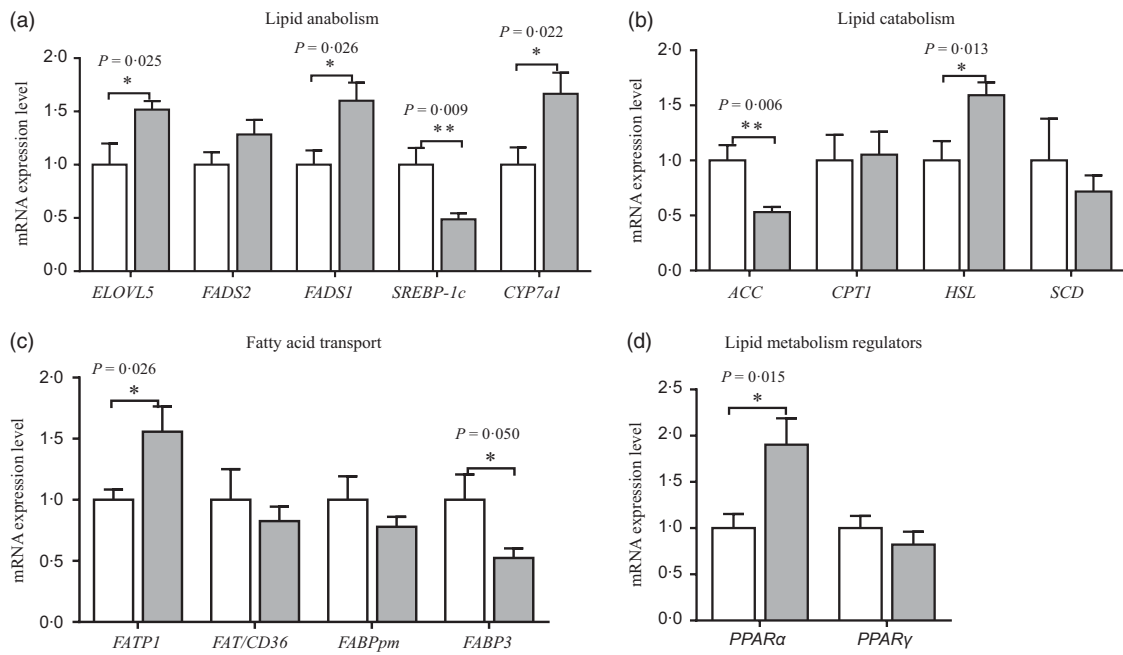 (a)
Lipid anabolism
P = 0·025
*
P = 0·026
*
P = 0·009
**
P = 0·022
*
mRNA expression level
2·0
1·5
1·0
0·5
0·0
ELOVL5 FADS2 FADS1 SREBP-1c CYP7a1
(b)
Lipid catabolism
P = 0·006
**
P = 0·013
*
mRNA expression level
2·0
1·5
1·0
0·5
0·0
ACC CPT1 HSL SCD
(c)
Fatty acid transport
P = 0·026
*
P = 0·050
*
mRNA expression level
2·0
1·5
1·0
0·5
0·0
FATP1 FAT/CD36 FABPpm FABP3
(d)
Lipid metabolism regulators
P = 0·015
*
mRNA expression level
2·5
2·0
1·5
1·0
0·5
0·0
PPARα PPARγ